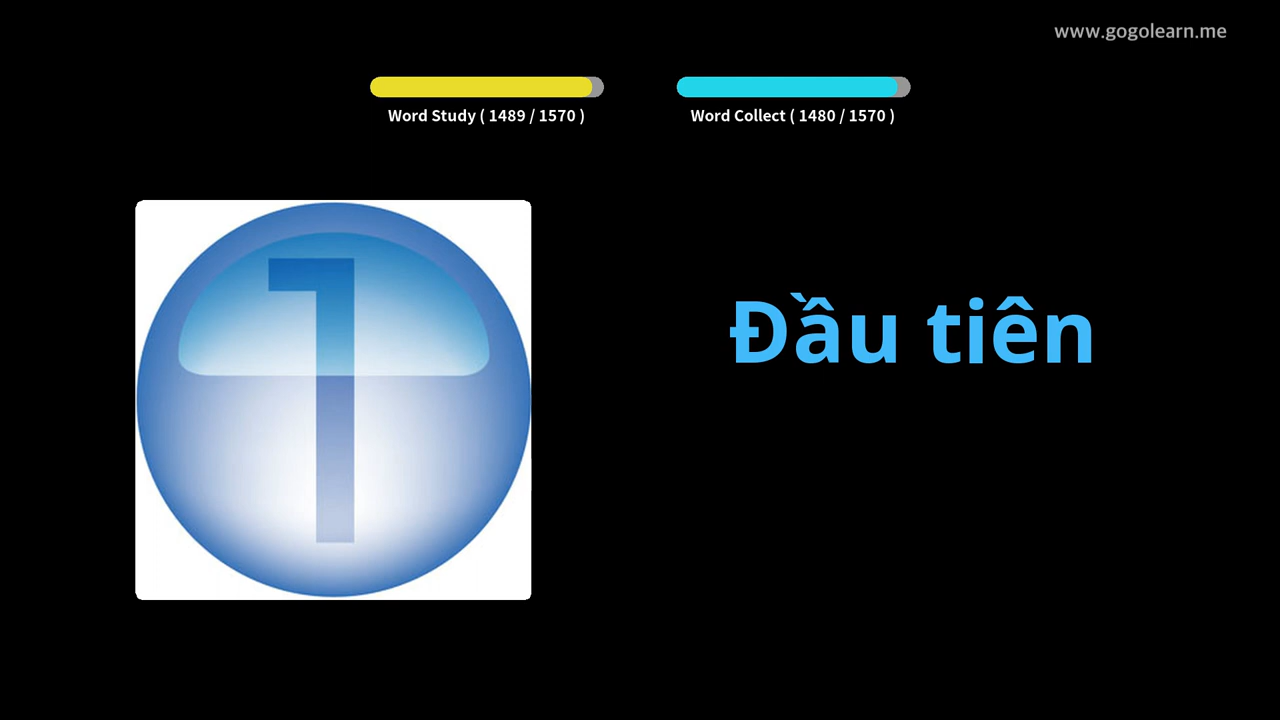 www.gogolearn.me
Word Study ( 1489 / 1570 )
Word Collect ( 1480 / 1570 )
1
Đầu tiên